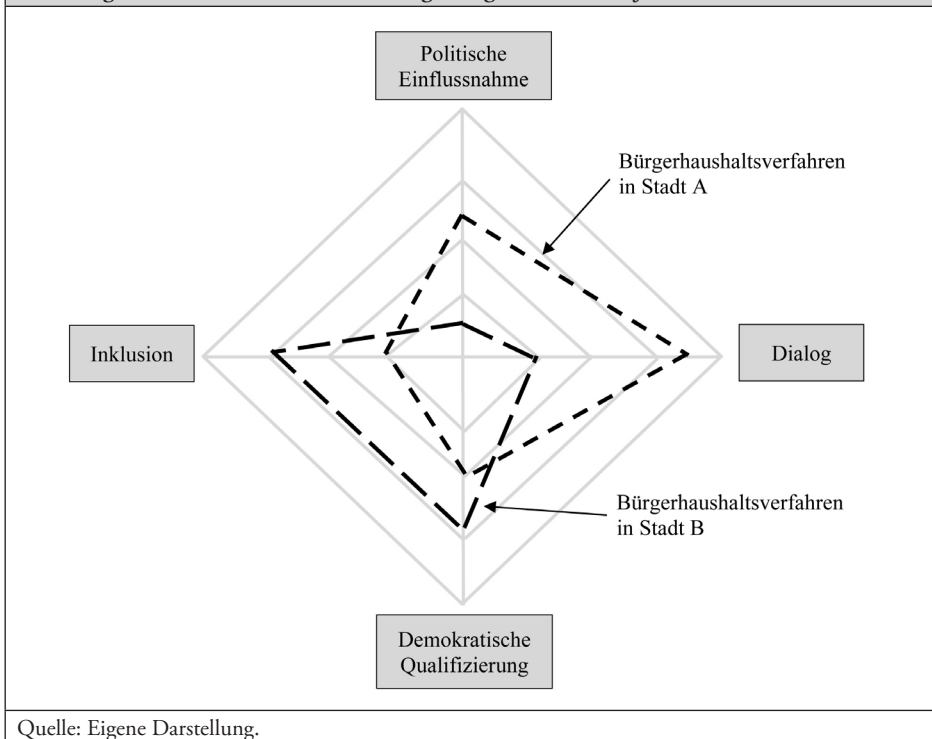 Politische
Einflussnahme
Bürgerhaushaltsverfahren
in Stadt A
Inklusion
Dialog
Bürgerhaushaltsverfahren
in Stadt B
Demokratische
Qualifizierung
Quelle: Eigene Darstellung.